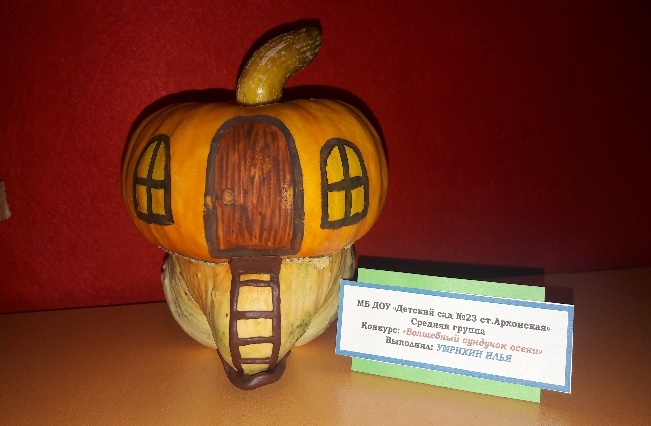 МБ ДОУ «Детский сад №23 ст.Архонская»
Средняя группа
Конкурс: «Волшебный сундучок осени»
Выполнил: УМРИХИН ИЛЬЯ